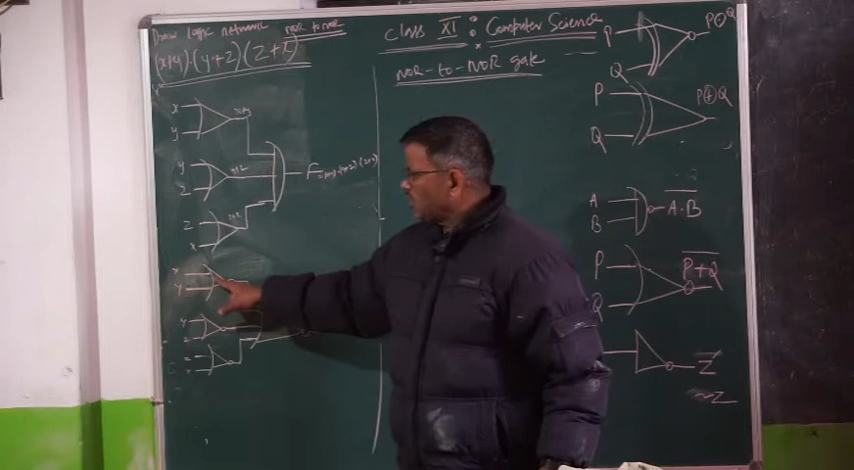 Draw logic network nor to nor
(x+y)·(y+z)(z+x)
Class XI : Computer Science
NOR-to-NOR gate
x
y
x+y
y
z
z
x
F
x
y
y
z
z
x
P
Q
P⊙Q
P
Q
P⊕Q
A
B
A·B
P
Q
P+Q
Z
~Z